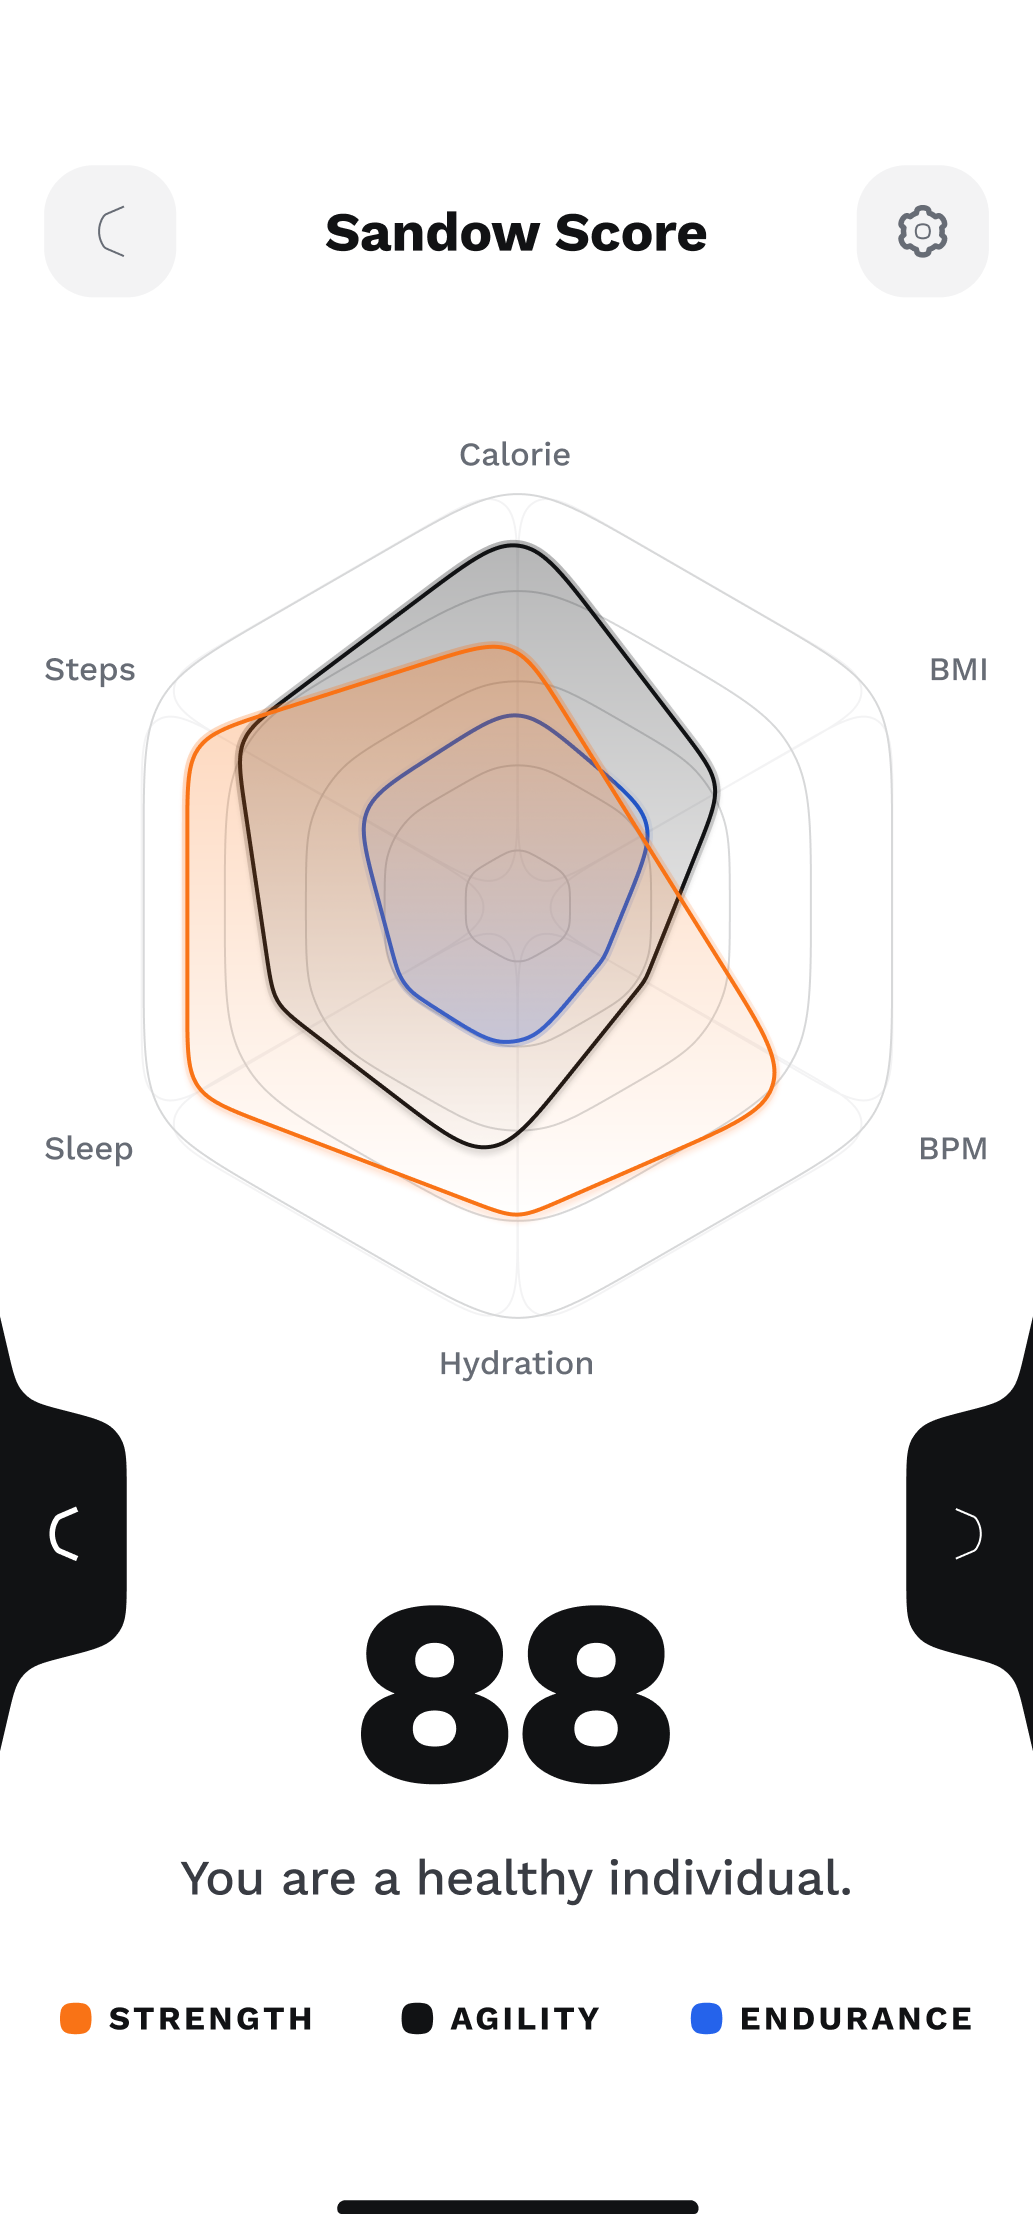 Sandow Score
Calorie
Steps
BMI
Sleep
BPM
Hydration
88
You are a healthy individual.
STRENGTH
AGILITY
ENDURANCE